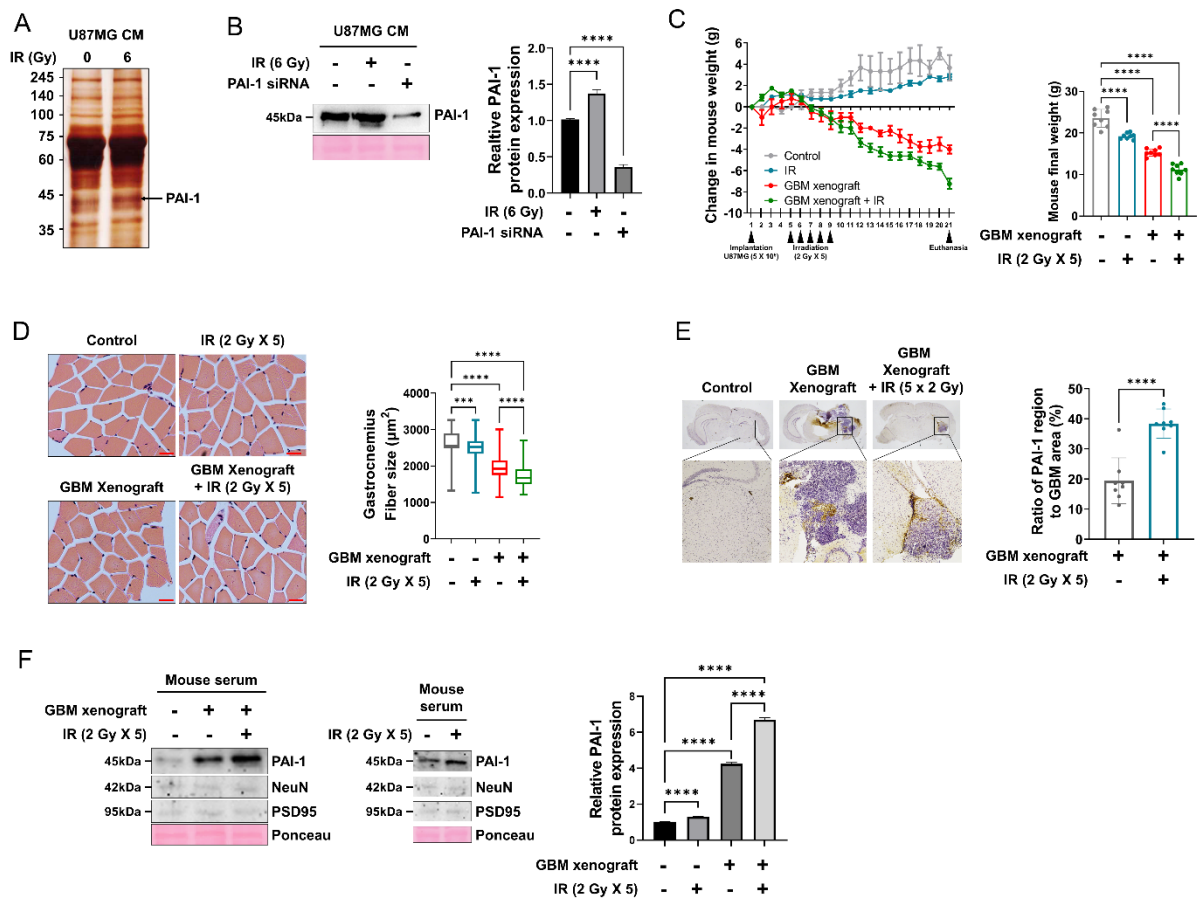 A
U87MG CM
IR (Gy) 0 6
245
140
100
75
60
45
35
PAI-1
B
U87MG CM
IR (6 Gy) - + -
PAI-1 siRNA - - +
45kDa
PAI-1
Realtive PAI-1
protein expression
2.0
1.5
1.0
0.5
0.0
****
****
IR (6 Gy) - + -
PAI-1 siRNA - - +
C
Change in mouse weight (g)
6
4
2
0
-2
-4
-6
-8
-10
Control
IR
GBM xenograft
GBM xenograft + IR
1 2 3 4 5 6 7 8 9 10 11 12 13 14 15 16 17 18 19 20 21
Implantation Irradiation Euthanasia
(2 Gy X 5)
Mouse final weight (g)
30
20
10
0
****
****
****
****
GBM xenograft - - + +
IR (2 Gy X 5) - + - +
D
Control IR (2 Gy X 5)
GBM Xenograft
GBM Xenograft
+ IR (2 Gy X 5)
Gastrocnemius
Fiber size (μm²)
4000
3000
2000
1000
0
****
****
*** ****
GBM xenograft - - + +
IR (2 Gy X 5) - + - +
E
Control
GBM
Xenograft
GBM
Xenograft
+ IR (5 x 2Gy)
Ratio of PAI-1 region
to GBM area (%)
50
40
30
20
10
0
****
GBM xenograft + +
IR (2 Gy X 5) - +
F
Mouse serum
GBM xenograft - + +
IR (2 Gy X 5) - - +
45kDa PAI-1
42kDa NeuN
95kDa PSD95
Ponceau
Mouse
serum
IR (2 Gy X 5) - +
45kDa PAI-1
42kDa NeuN
95kDa PSD95
Ponceau
Relative PAI-1
protein expression
8
6
4
2
0
****
****
****
****
GBM xenograft - - + +
IR (2 Gy X 5) - + - +